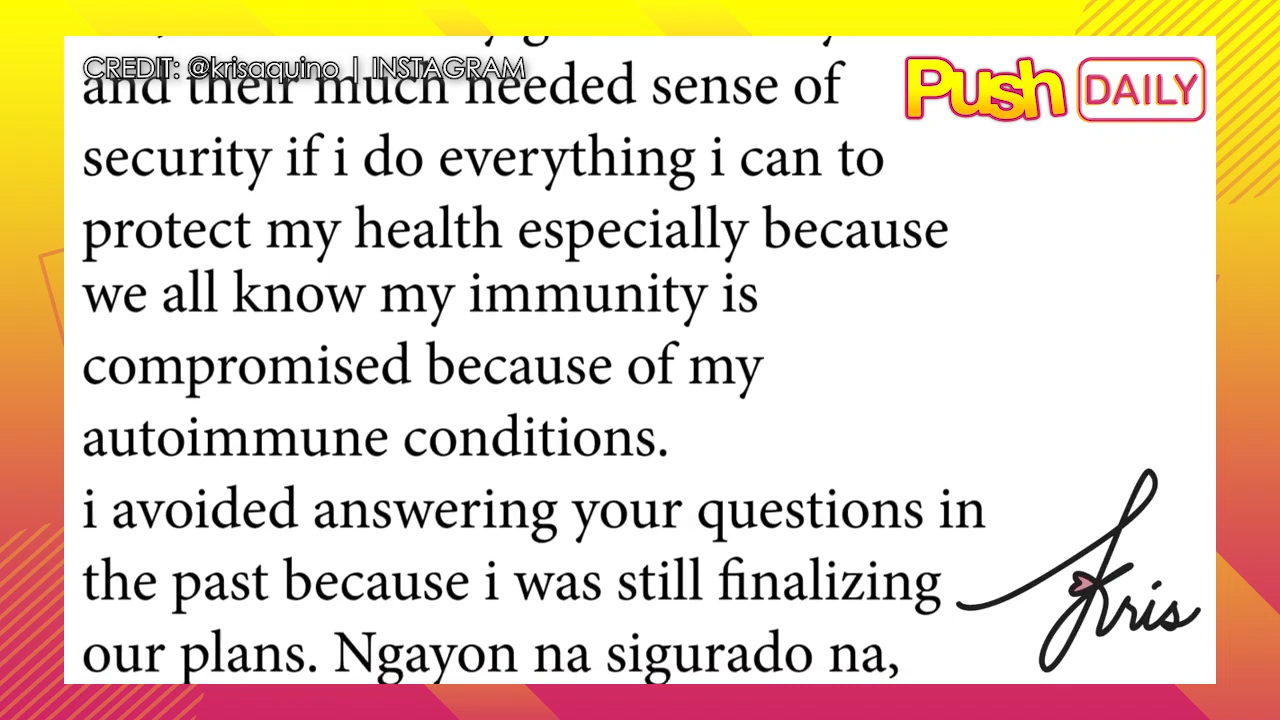 CREDIT: @krisaquino | INSTAGRAM
Push DAILY
and their much needed sense of
security if i do everything i can to
protect my health especially because
we all know my immunity is
compromised because of my
autoimmune conditions.
i avoided answering your questions in
the past because i was still finalizing
our plans. Ngayon na sigurado na,
Kris